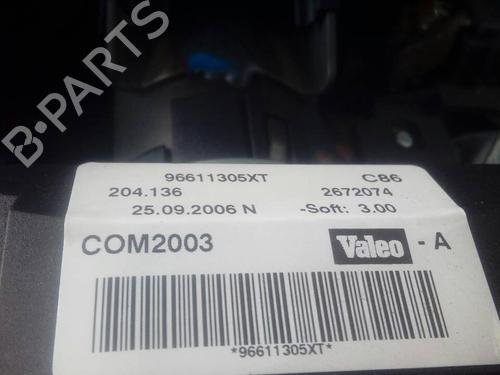 B-PARTS
96611305XT C86
204.136 2672074
25.09.2006 N -Soft: 3.00
COM2003 Valeo - A
*96611305XT*